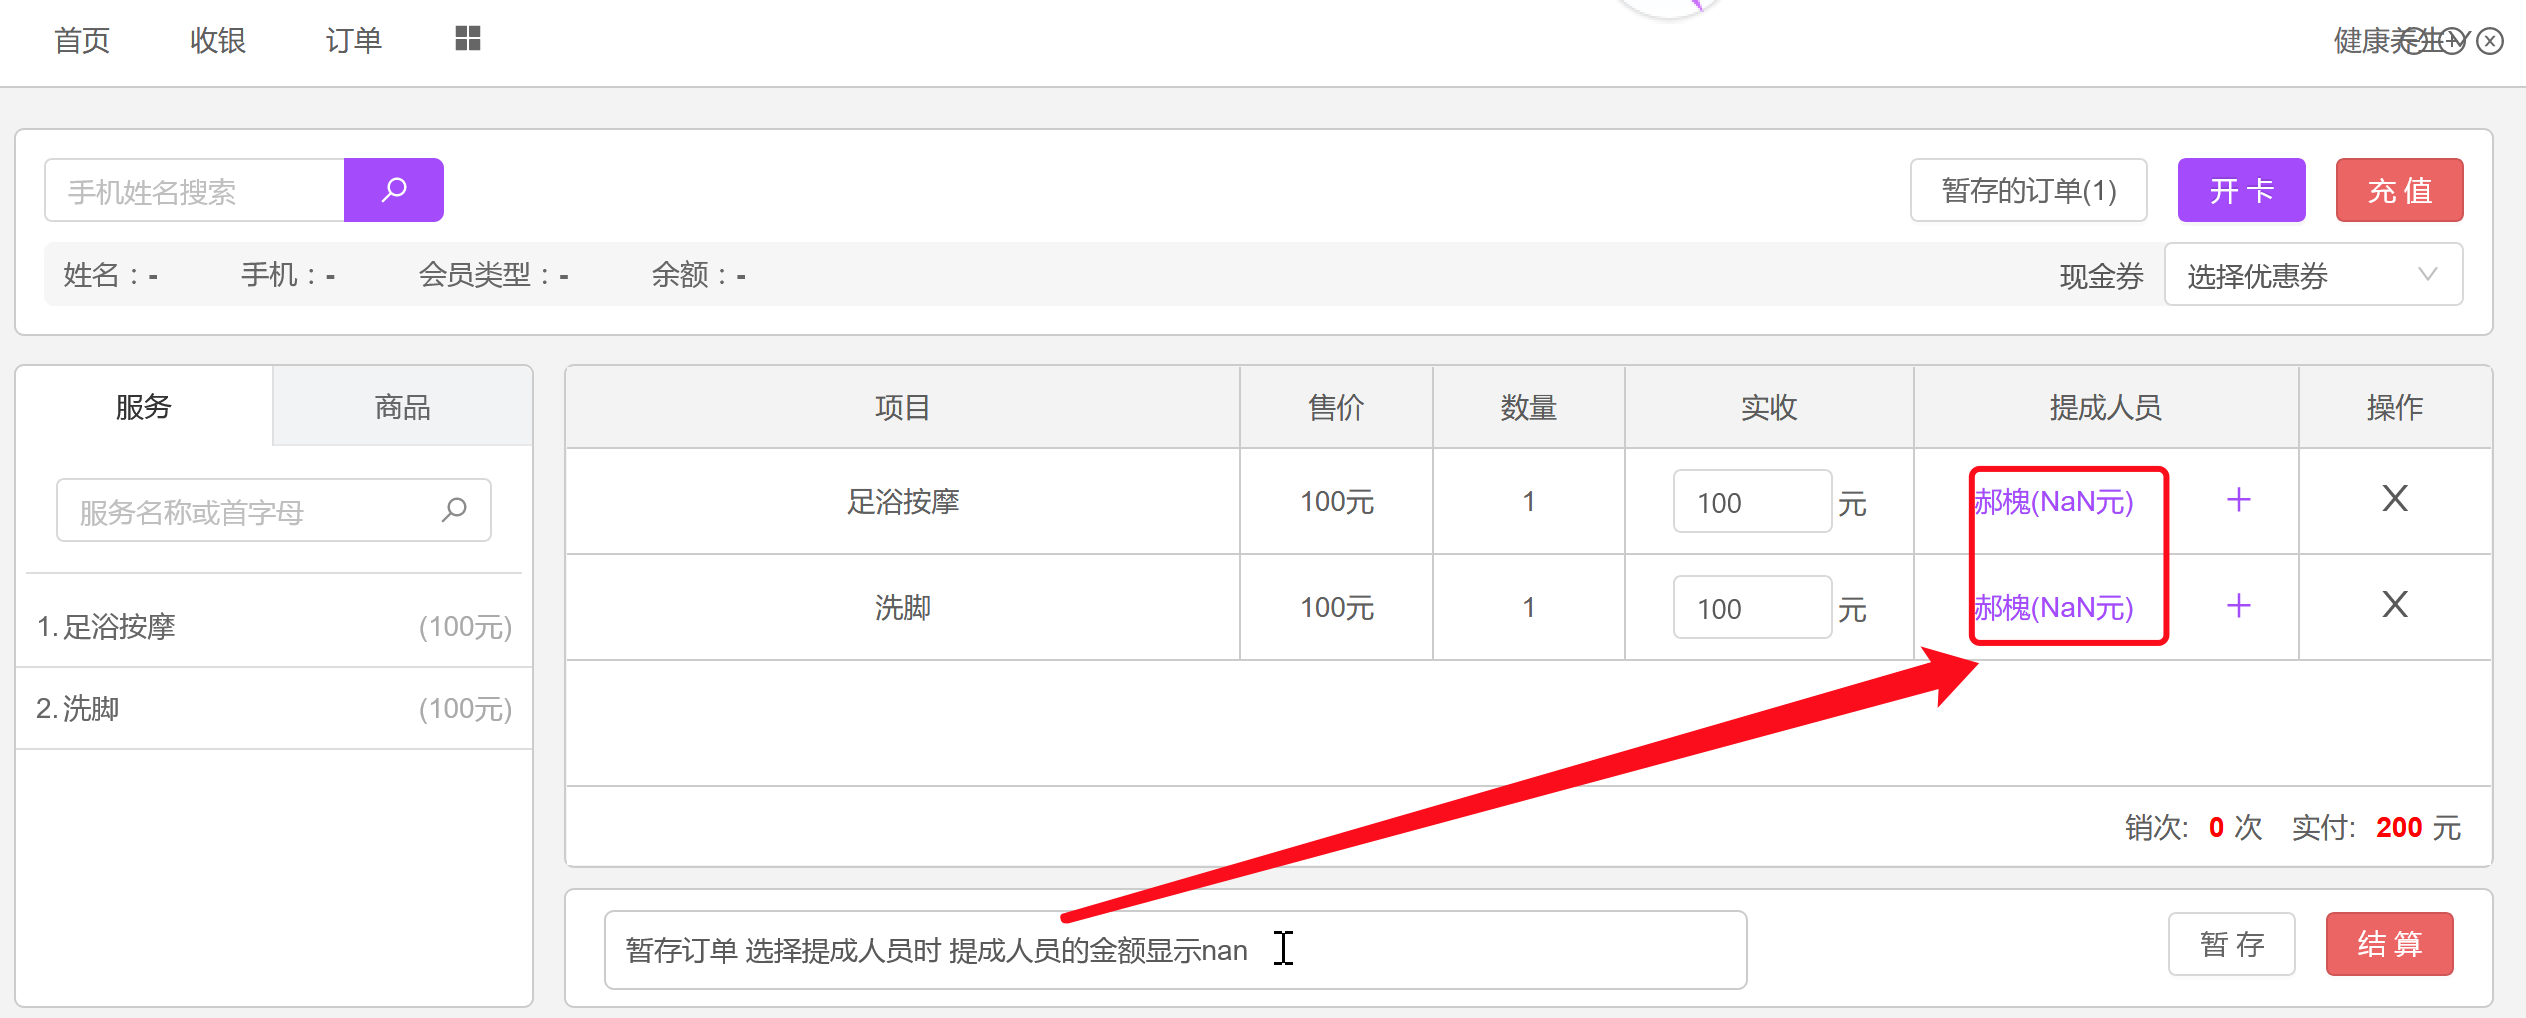 首页 收银 订单 健康养生
手机姓名搜索 暂存的订单(1) 开卡 充值
姓名：- 手机：- 会员类型：- 余额：- 现金券 选择优惠券
服务 商品 项目 售价 数量 实收 提成人员 操作
服务名称或首字母 足浴按摩 100元 1 100 元 郝槐(NaN元) + X
1. 足浴按摩 (100元) 洗脚 100元 1 100 元 郝槐(NaN元) + X
2. 洗脚 (100元)
销次: 0 次 实付: 200 元
暂存订单 选择提成人员时 提成人员的金额显示nan 暂存 结算